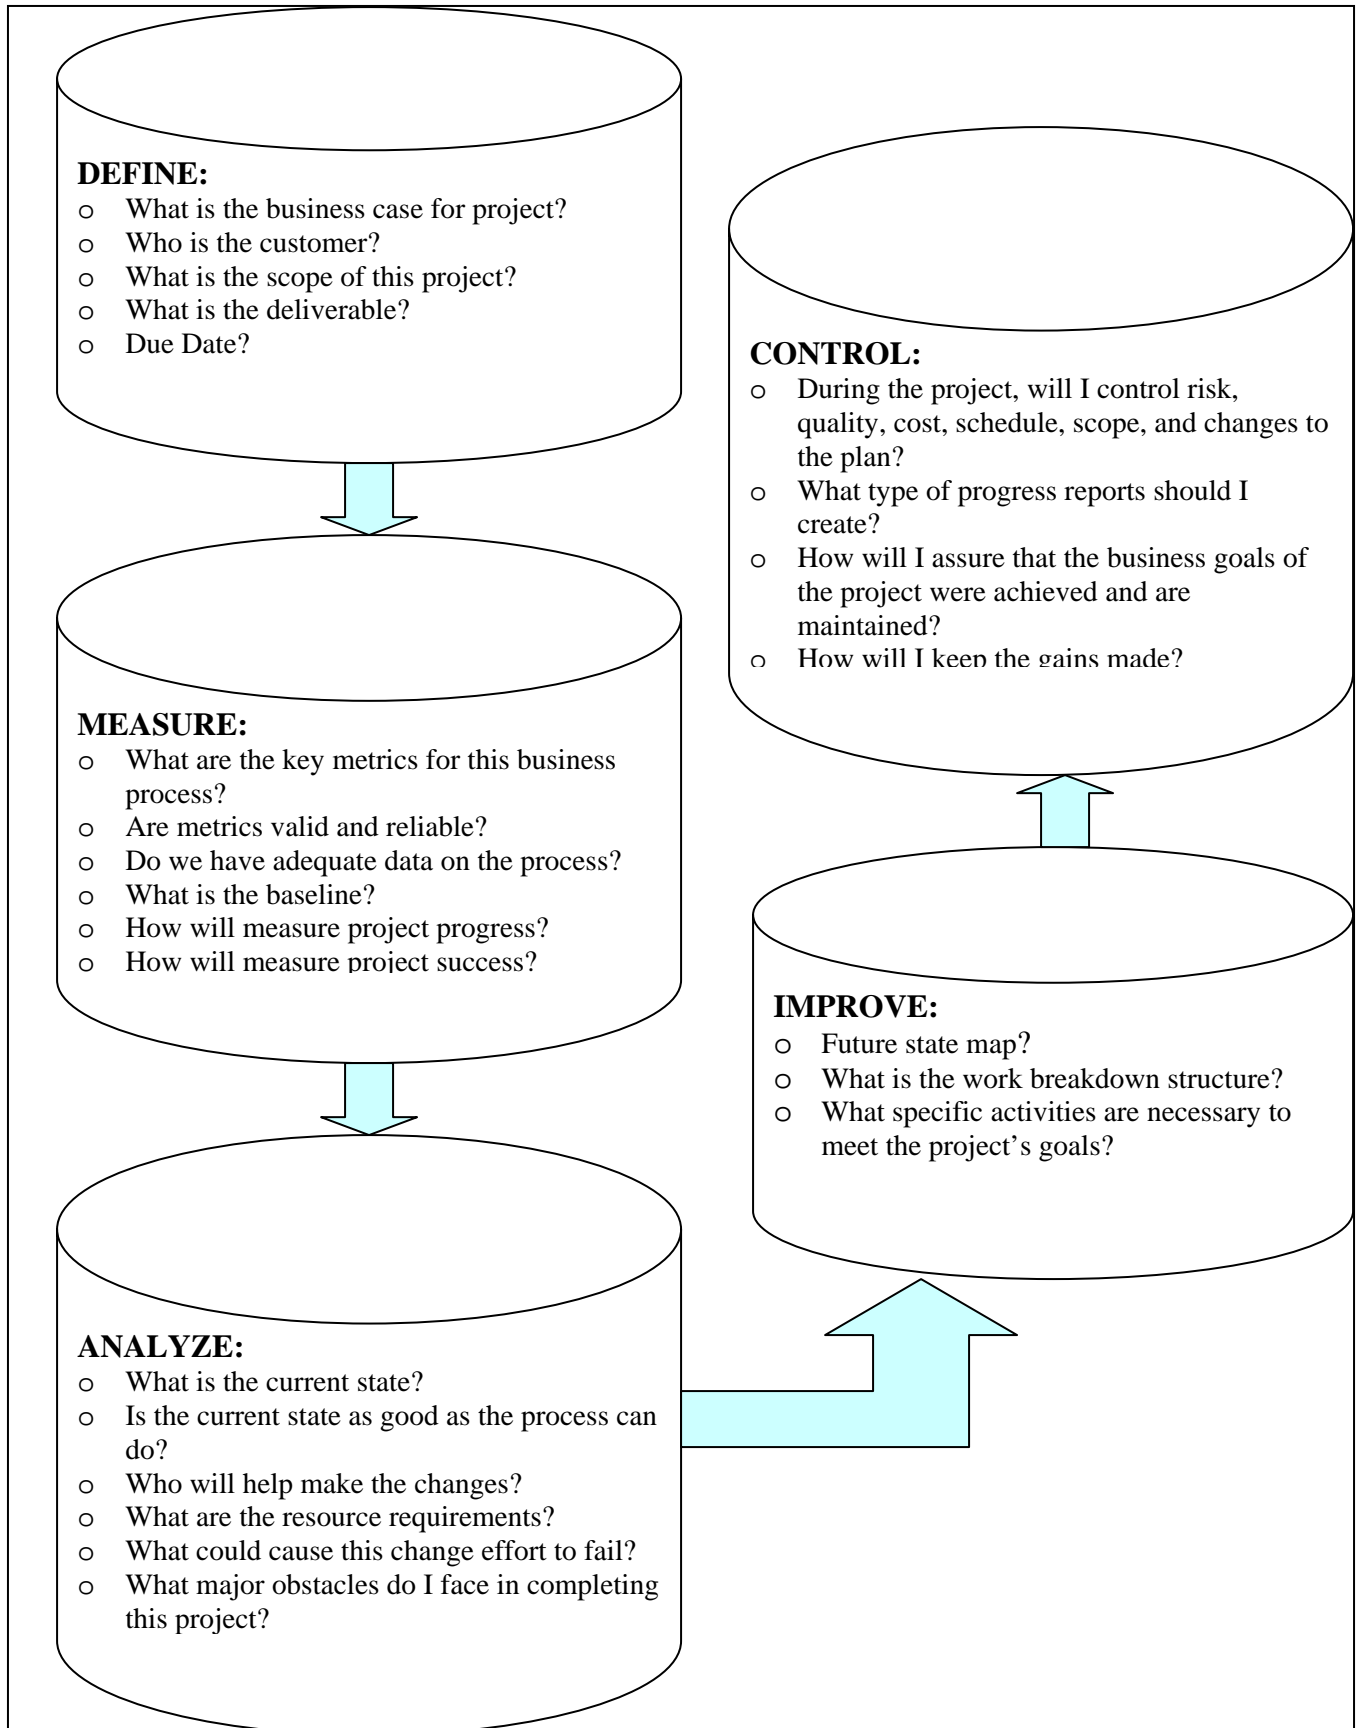 DEFINE:
o What is the business case for project?
o Who is the customer?
o What is the scope of this project?
o What is the deliverable?
o Due Date?
MEASURE:
o What are the key metrics for this business
process?
o Are metrics valid and reliable?
o Do we have adequate data on the process?
o What is the baseline?
o How will measure project progress?
o How will measure project success?
ANALYZE:
o What is the current state?
o Is the current state as good as the process can
do?
o Who will help make the changes?
o What are the resource requirements?
o What could cause this change effort to fail?
o What major obstacles do I face in completing
this project?
IMPROVE:
o Future state map?
o What is the work breakdown structure?
o What specific activities are necessary to
meet the project’s goals?
CONTROL:
o During the project, will I control risk,
quality, cost, schedule, scope, and changes to
the plan?
o What type of progress reports should I
create?
o How will I assure that the business goals of
the project were achieved and are
maintained?
o How will I keep the gains made?